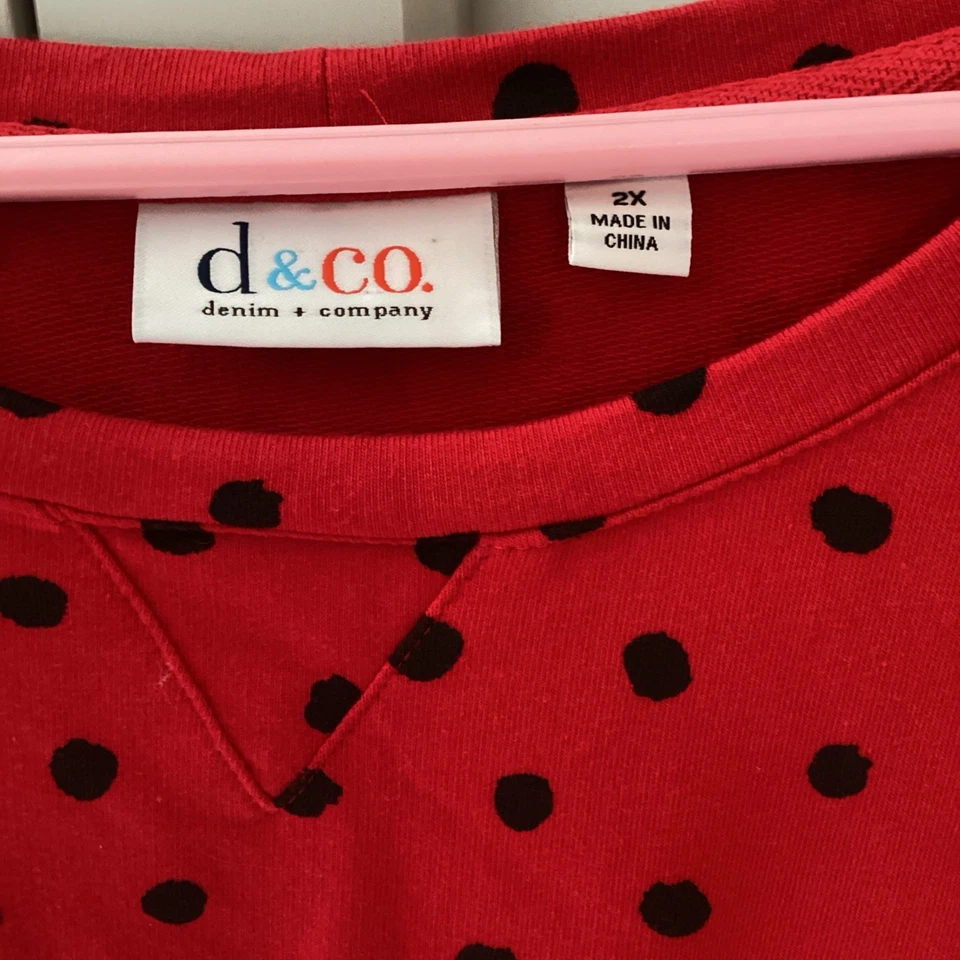 d&co.
denim + company
2X
MADE IN
CHINA